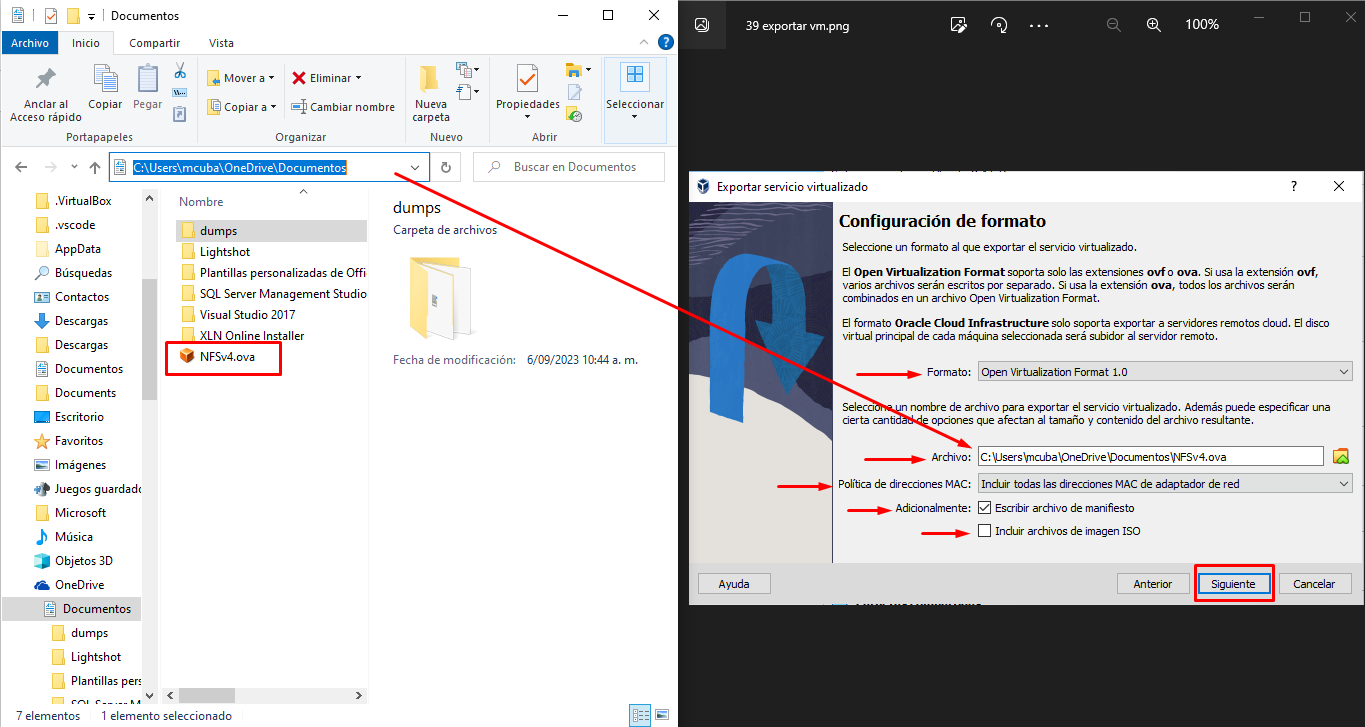 Documentos
Archivo
Inicio
Compartir
Vista
Anclar al
Acceso rápido
Copiar
Pegar
Portapapeles
Mover a
Copiar a
Eliminar
Cambiar nombre
Organizar
Nueva
carpeta
Nuevo
Propiedades
Abrir
Seleccionar
C:\Users\mcuba\OneDrive\Documentos
Buscar en Documentos
.VirtualBox
.vscode
AppData
Búsquedas
Contactos
Descargas
Descargas
Documentos
Documents
Escritorio
Favoritos
Imágenes
Juegos guardado
Microsoft
Música
Objetos 3D
OneDrive
Documentos
dumps
Lightshot
Plantillas pers
SQL Server M
Nombre
dumps
Lightshot
Plantillas personalizadas de Offi
SQL Server Management Studio
Visual Studio 2017
XLN Online Installer
NFSv4.ova
dumps
Carpeta de archivos
Fecha de modificación: 6/09/2023 10:44 a. m.
7 elementos
1 elemento seleccionado
39 exportar vm.png
100%
Exportar servicio virtualizado
?
Configuración de formato
Seleccione un formato al que exportar el servicio virtualizado.
El Open Virtualization Format soporta solo las extensiones ovf o ova. Si usa la extensión ovf,
varios archivos serán escritos por separado. Si usa la extensión ova, todos los archivos serán
combinados en un archivo Open Virtualization Format.
El formato Oracle Cloud Infrastructure solo soporta exportar a servidores remotos cloud. El disco
virtual principal de cada máquina seleccionada será subido al servidor remoto.
Formato: Open Virtualization Format 1.0
Seleccione un nombre de archivo para exportar el servicio virtualizado. Además puede especificar una
cierta cantidad de opciones que afectan al tamaño y contenido del archivo resultante.
Archivo: C:\Users\mcuba\OneDrive\Documentos\NFSv4.ova
Política de direcciones MAC: Incluir todas las direcciones MAC de adaptador de red
Adicionalmente: Escribir archivo de manifiesto
Incluir archivos de imagen ISO
Ayuda
Anterior
Siguiente
Cancelar